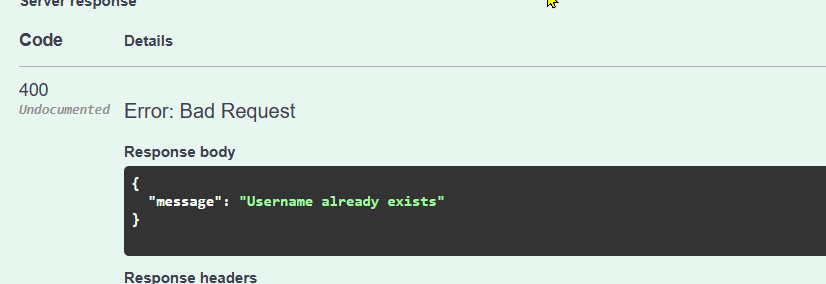 Server response
Code Details
400
Undocumented
Error: Bad Request
Response body
{
"message": "Username already exists"
}
Response headers